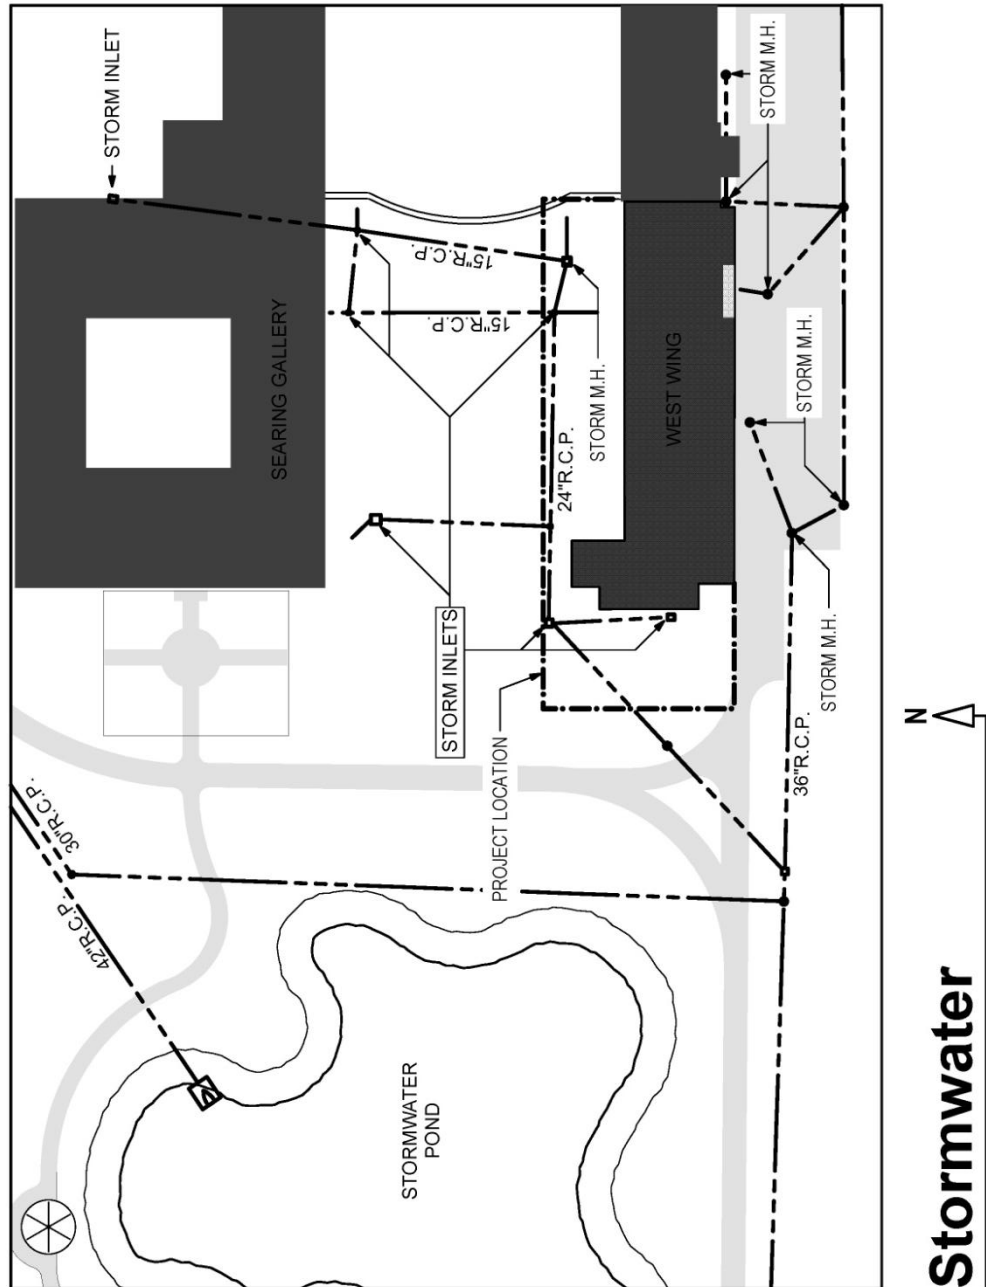 STORM INLET
STORM M.H.
15"R.C.P.
15"R.C.P.
SEARING GALLERY
STORM M.H.
WEST WING
STORM M.H.
24"R.C.P.
STORM INLETS
STORM M.H.
PROJECT LOCATION
36"R.C.P.
30"R.C.P.
42"R.C.P.
STORMWATER
POND
N
Stormwater